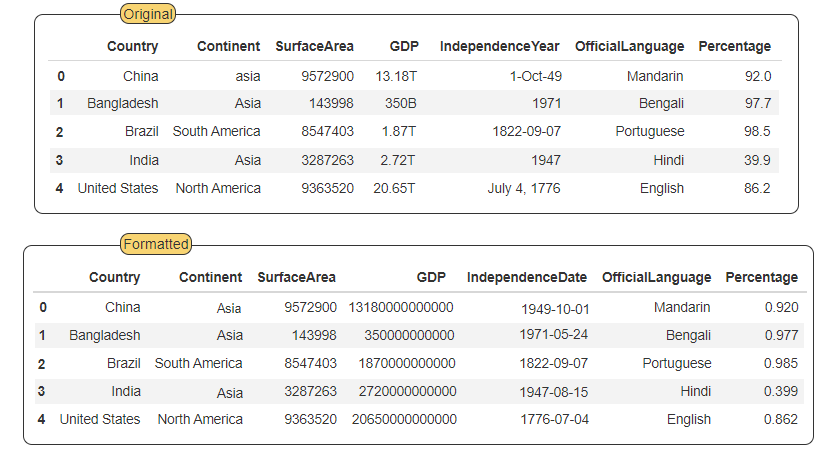 Original
Country Continent SurfaceArea GDP IndependenceYear OfficialLanguage Percentage
0 China asia 9572900 13.18T 1-Oct-49 Mandarin 92.0
1 Bangladesh Asia 143998 350B 1971 Bengali 97.7
2 Brazil South America 8547403 1.87T 1822-09-07 Portuguese 98.5
3 India Asia 3287263 2.72T 1947 Hindi 39.9
4 United States North America 9363520 20.65T July 4, 1776 English 86.2
Formatted
Country Continent SurfaceArea GDP IndependenceDate OfficialLanguage Percentage
0 China Asia 9572900 13180000000000 1949-10-01 Mandarin 0.920
1 Bangladesh Asia 143998 350000000000 1971-05-24 Bengali 0.977
2 Brazil South America 8547403 1870000000000 1822-09-07 Portuguese 0.985
3 India Asia 3287263 2720000000000 1947-08-15 Hindi 0.399
4 United States North America 9363520 20650000000000 1776-07-04 English 0.862